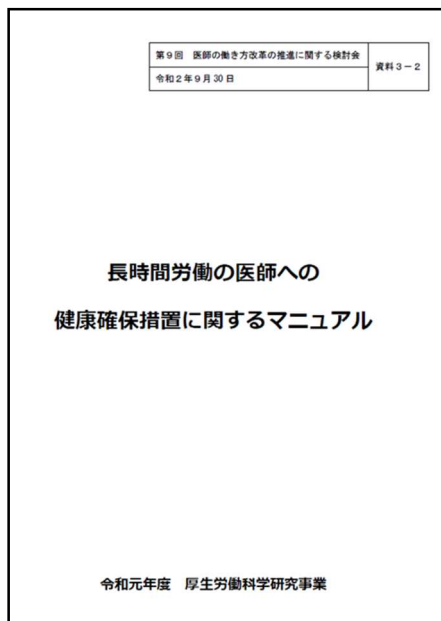 第9回　医師の働き方改革の推進に関する検討会
資料3－2
令和2年9月30日
長時間労働の医師への
健康確保措置に関するマニュアル
令和元年度　厚生労働科学研究事業